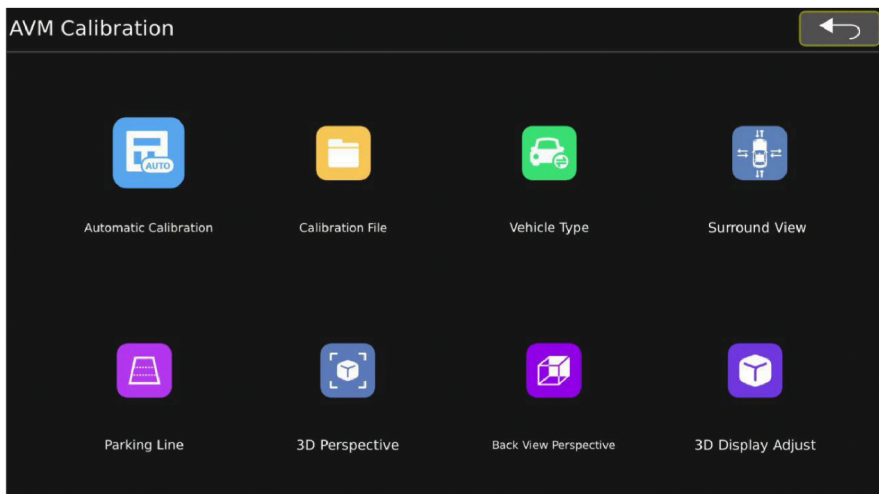 AVM Calibration
AUTO
Automatic Calibration
Calibration File
Vehicle Type
Surround View
Parking Line
3D Perspective
Back View Perspective
3D Display Adjust